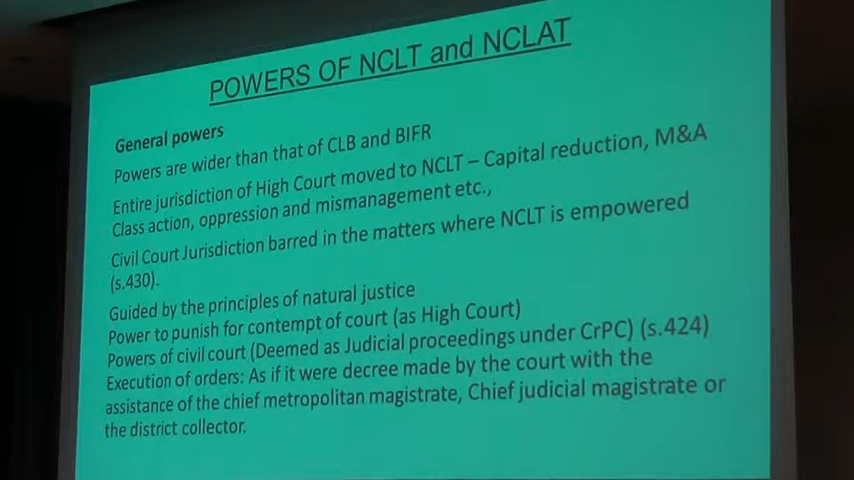 POWERS OF NCLT and NCLAT
General powers
Powers are wider than that of CLB and BIFR
Entire jurisdiction of High Court moved to NCLT – Capital reduction, M&A
Class action, oppression and mismanagement etc.,
Civil Court Jurisdiction barred in the matters where NCLT is empowered
(s.430).
Guided by the principles of natural justice
Power to punish for contempt of court (as High Court)
Powers of civil court (Deemed as Judicial proceedings under CrPC) (s.424)
Execution of orders: As if it were decree made by the court with the
assistance of the chief metropolitan magistrate, Chief judicial magistrate or
the district collector.